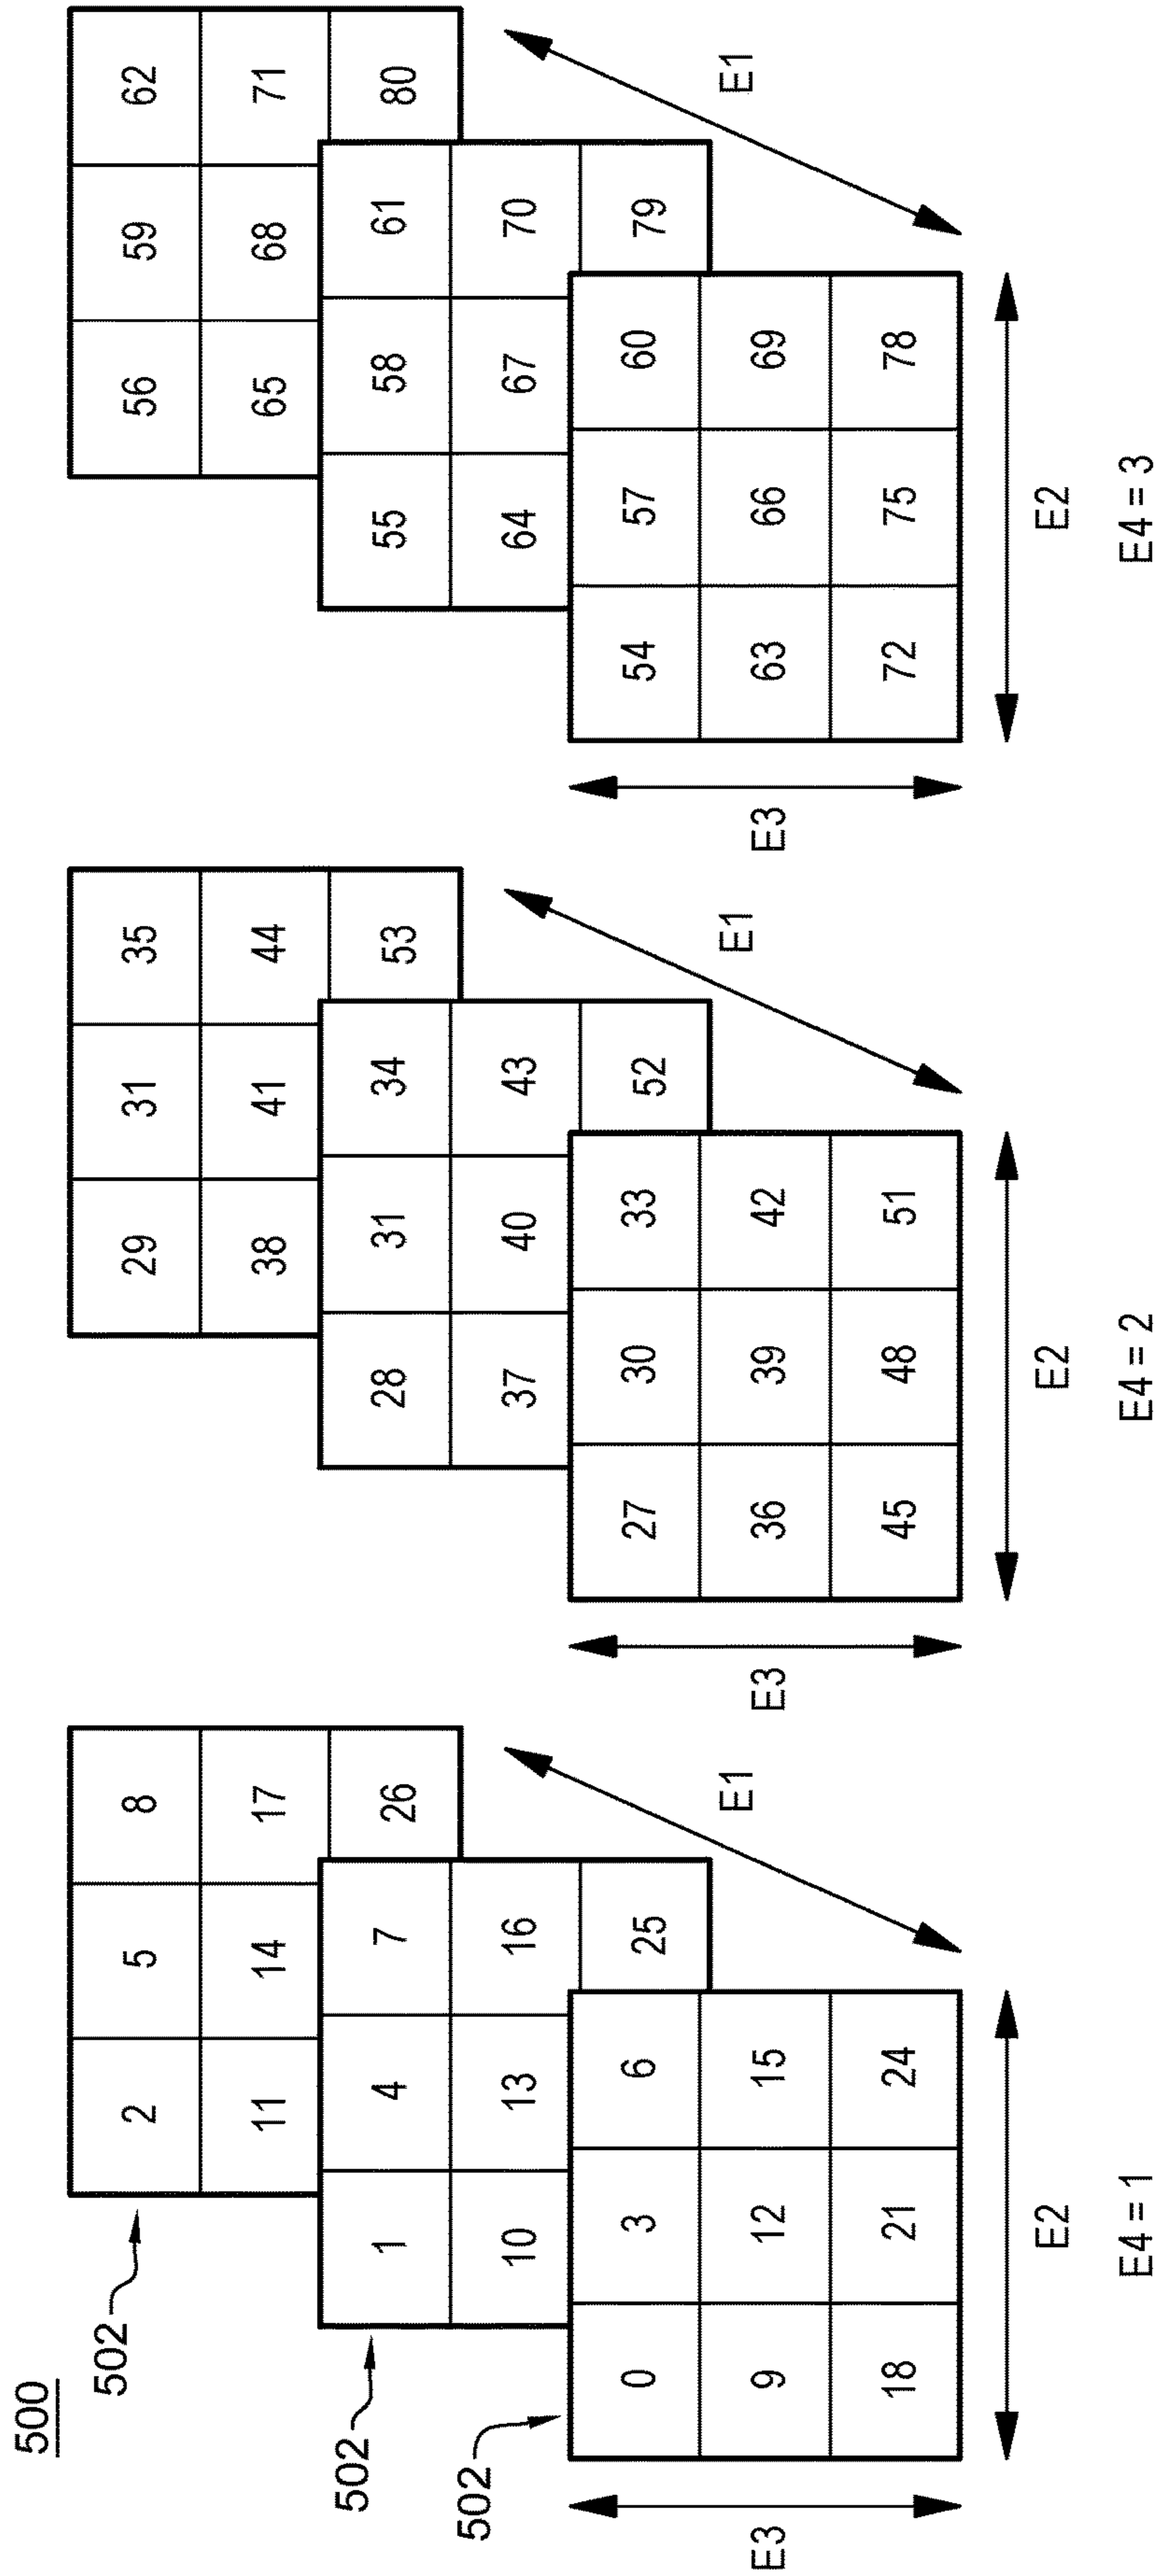 500
502
2 5 8
11 14 17
26
502
1 4 7
10 13 16
25
502
0 3 6
9 12 15
18 21 24
E3
E1
E2
E4 = 1
29 31 35
38 41 44
53
28 31 34
37 40 43
52
27 30 33
36 39 42
45 48 51
E3
E1
E2
E4 = 2
56 59 62
65 68 71
80
55 58 61
64 67 70
79
54 57 60
63 66 69
72 75 78
E3
E1
E2
E4 = 3